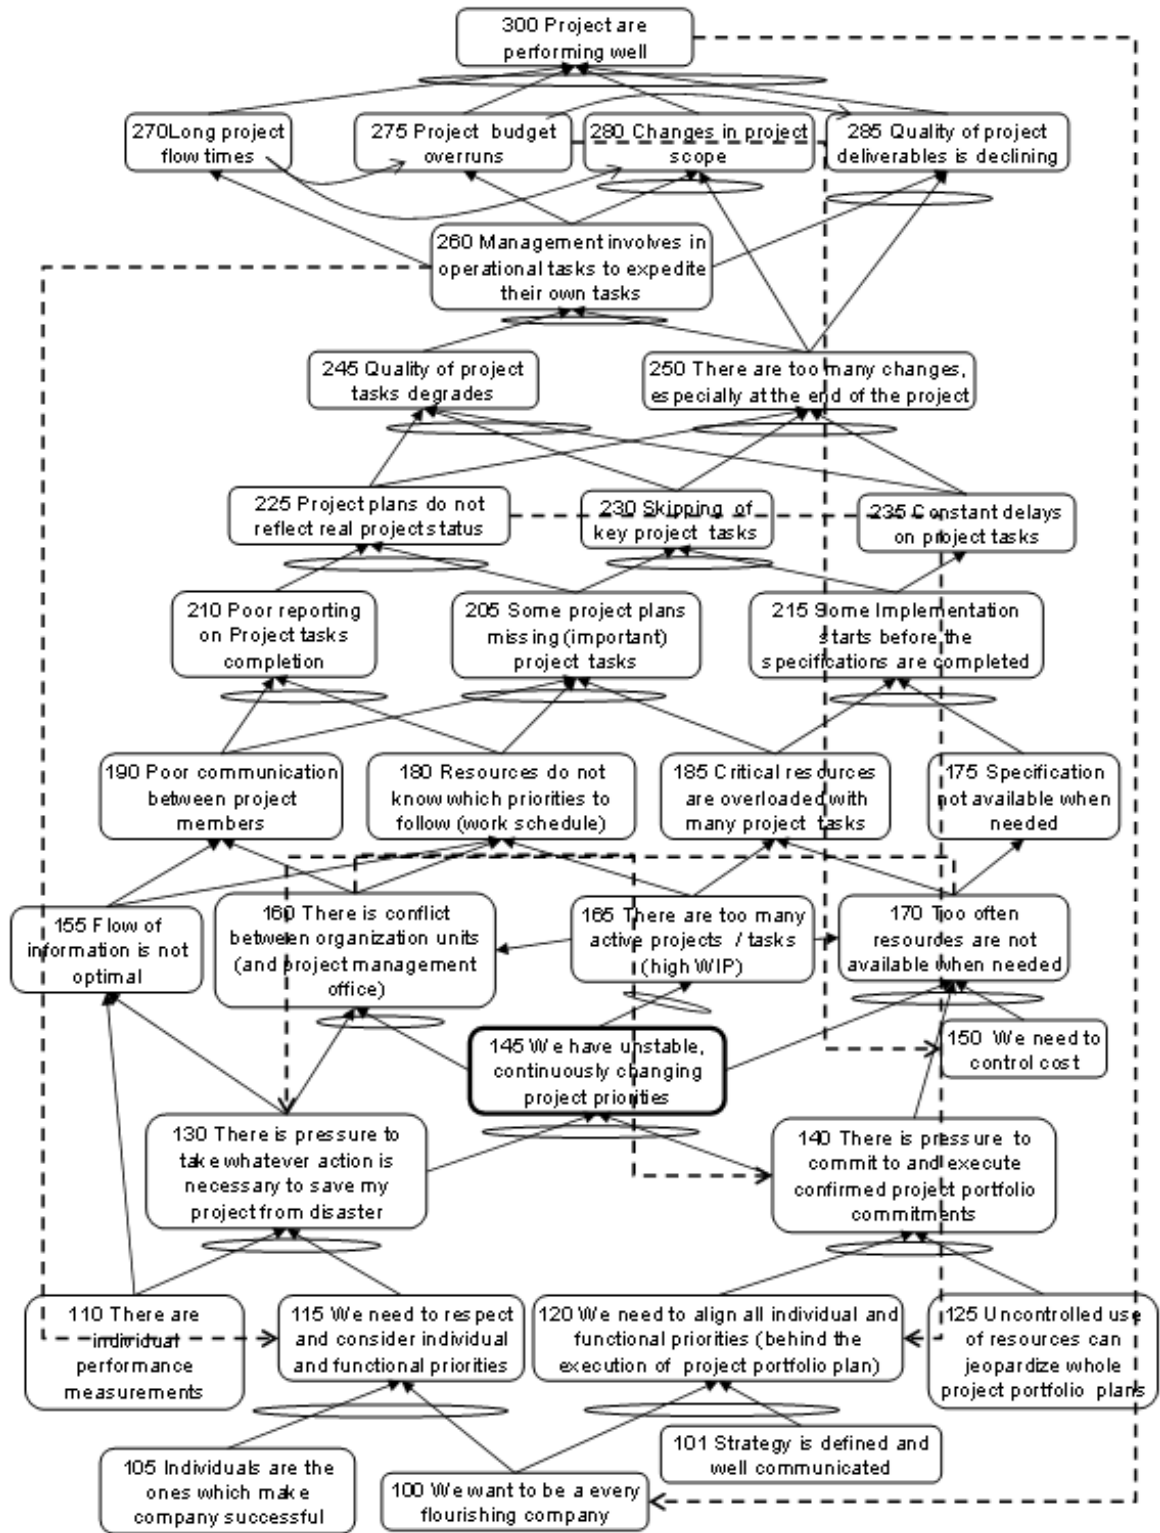 300 Project are
performing well
270Long project
flow times
275 Project budget
overruns
280 Changes in project
scope
285 Quality of project
deliverables is declining
260 Management involves in
operational tasks to expedite
their own tasks
245 Quality of project
tasks degrades
250 There are too many changes,
especially at the end of the project
225 Project plans do not
reflect real project status
230 Skipping of
key project tasks
235 Constant delays
on project tasks
210 Poor reporting
on Project tasks
completion
205 Some project plans
missing (important)
project tasks
215 Some Implementation
starts before the
specifications are completed
190 Poor communication
between project
members
180 Resources do not
know which priorities to
follow (work schedule)
185 Critical resources
are overloaded with
many project tasks
175 Specification
not available when
needed
155 Flow of
information is not
optimal
160 There is conflict
between organization units
(and project management
office)
165 There are too many
active projects / tasks
(high WIP)
170 Too often
resources are not
available when needed
145 We have unstable,
continuously changing
project priorities
150 We need to
control cost
130 There is pressure to
take whatever action is
necessary to save my
project from disaster
140 There is pressure to
commit to and execute
confirmed project portfolio
commitments
110 There are
individual
performance
measurements
115 We need to respect
and consider individual
and functional priorities
120 We need to align all individual and
functional priorities (behind the
execution of project portfolio plan)
125 Uncontrolled use
of resources can
jeopardize whole
project portfolio plans
105 Individuals are the
ones which make
company successful
100 We want to be a every
flourishing company
101 Strategy is defined and
well communicated